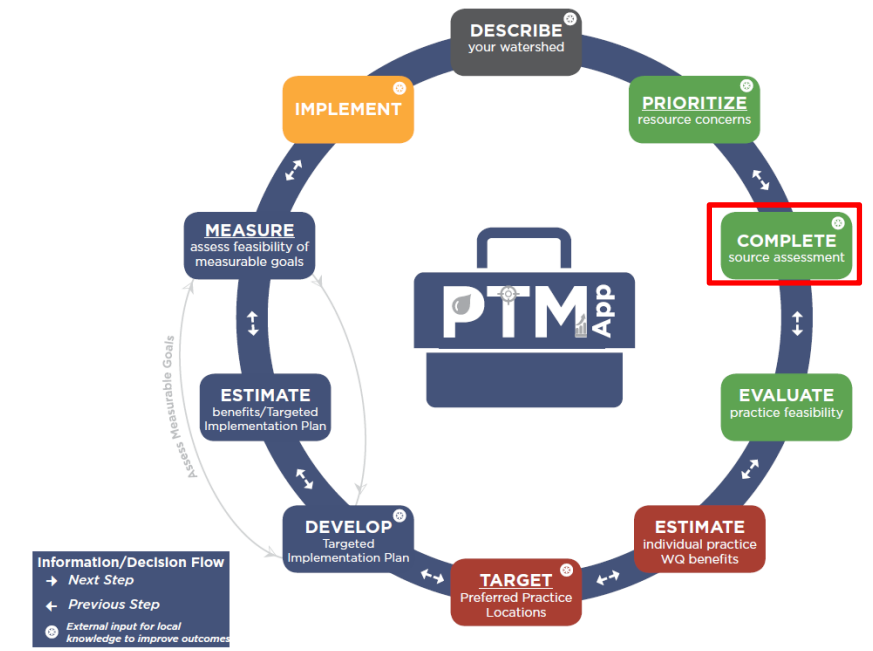 DESCRIBE
your watershed
PRIORITIZE
resource concerns
COMPLETE
source assessment
EVALUATE
practice feasibility
ESTIMATE
individual practice
WQ benefits
TARGET
Preferred Practice
Locations
DEVELOP
Targeted
Implementation Plan
ESTIMATE
benefits/Targeted
Implementation Plan
MEASURE
assess feasibility of
measurable goals
IMPLEMENT
Assess Measurable Goals
PTM
App
Information/Decision Flow
Next Step
Previous Step
External input for local
knowledge to improve outcomes